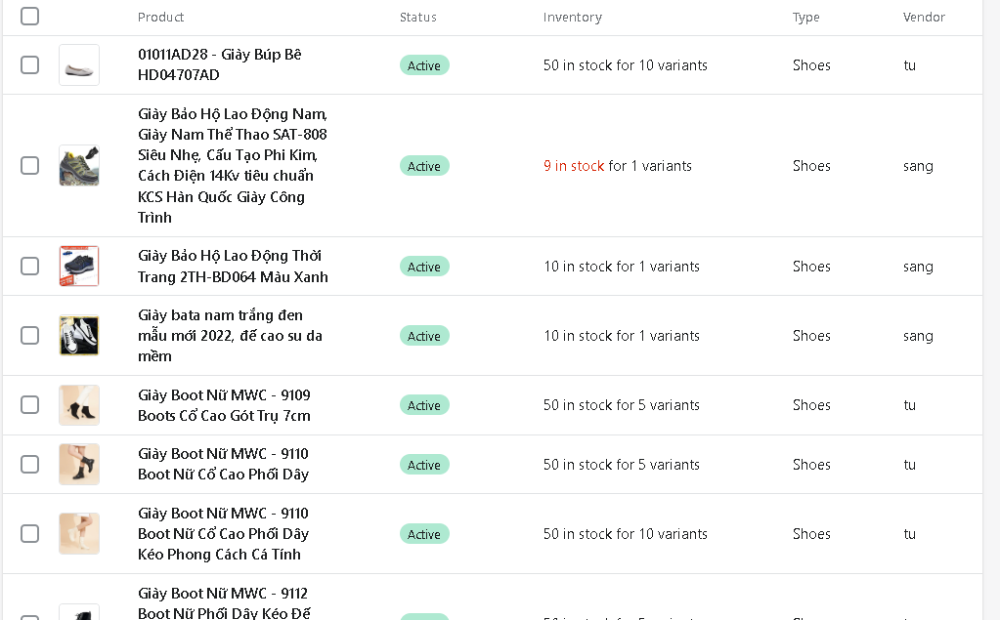 Product Status Inventory Type Vendor
01011AD28 - Giày Búp Bê
HD04707AD
Active
50 in stock for 10 variants
Shoes
tu
Giày Bảo Hộ Lao Động Nam,
Giày Nam Thể Thao SAT-808
Siêu Nhẹ, Cấu Tạo Phi Kim,
Cách Điện 14Kv tiêu chuẩn
KCS Hàn Quốc Giày Công
Trình
Active
9 in stock for 1 variants
Shoes
sang
Giày Bảo Hộ Lao Động Thời
Trang 2TH-BD064 Màu Xanh
Active
10 in stock for 1 variants
Shoes
sang
Giày bata nam trắng đen
mẫu mới 2022, đế cao su da
mềm
Active
10 in stock for 1 variants
Shoes
sang
Giày Boot Nữ MWC - 9109
Boots Cổ Cao Gót Trụ 7cm
Active
50 in stock for 5 variants
Shoes
tu
Giày Boot Nữ MWC - 9110
Boot Nữ Cổ Cao Phối Dây
Active
50 in stock for 5 variants
Shoes
tu
Giày Boot Nữ MWC - 9110
Boot Nữ Cổ Cao Phối Dây
Kéo Phong Cách Cá Tính
Active
50 in stock for 10 variants
Shoes
tu
Giày Boot Nữ MWC - 9112
Boot Nữ Phối Dây Kéo Đế